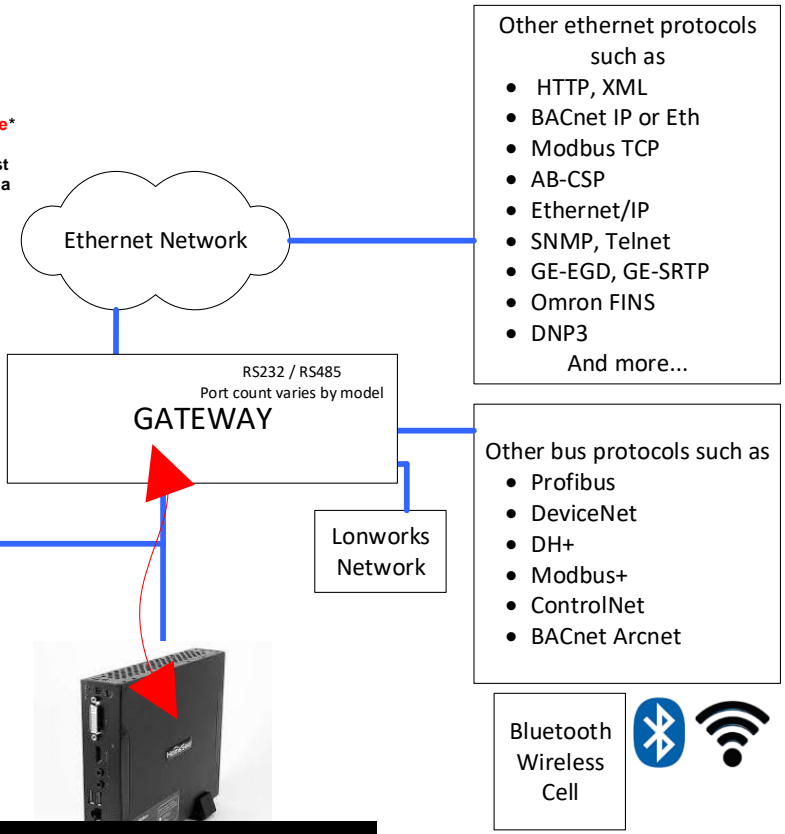 e*
st
a
Other ethernet protocols
such as
• HTTP, XML
• BACnet IP or Eth
• Modbus TCP
• AB-CSP
• Ethernet/IP
• SNMP, Telnet
• GE-EGD, GE-SRTP
• Omron FINS
• DNP3
And more...
Ethernet Network
RS232 / RS485
Port count varies by model
GATEWAY
Other bus protocols such as
• Profibus
• DeviceNet
• DH+
• Modbus+
• ControlNet
• BACnet Arcnet
Lonworks
Network
HomeSeer
Bluetooth
Wireless
Cell